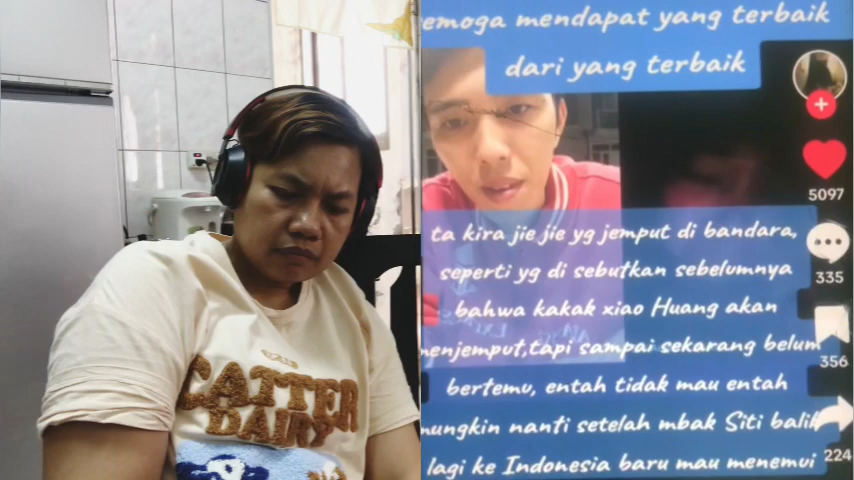 CATTER
DAIRY
semoga mendapat yang terbaik
dari yang terbaik
5097
335
356
224
ta kira jie jie yg jemput di bandara,
seperti yg di sebutkan sebelumnya
bahwa kakak xiao Huang akan
menjemput,tapi sampai sekarang belum
bertemu, entah tidak mau entah
mungkin nanti setelah mbak Siti balik
lagi ke Indonesia baru mau menemui